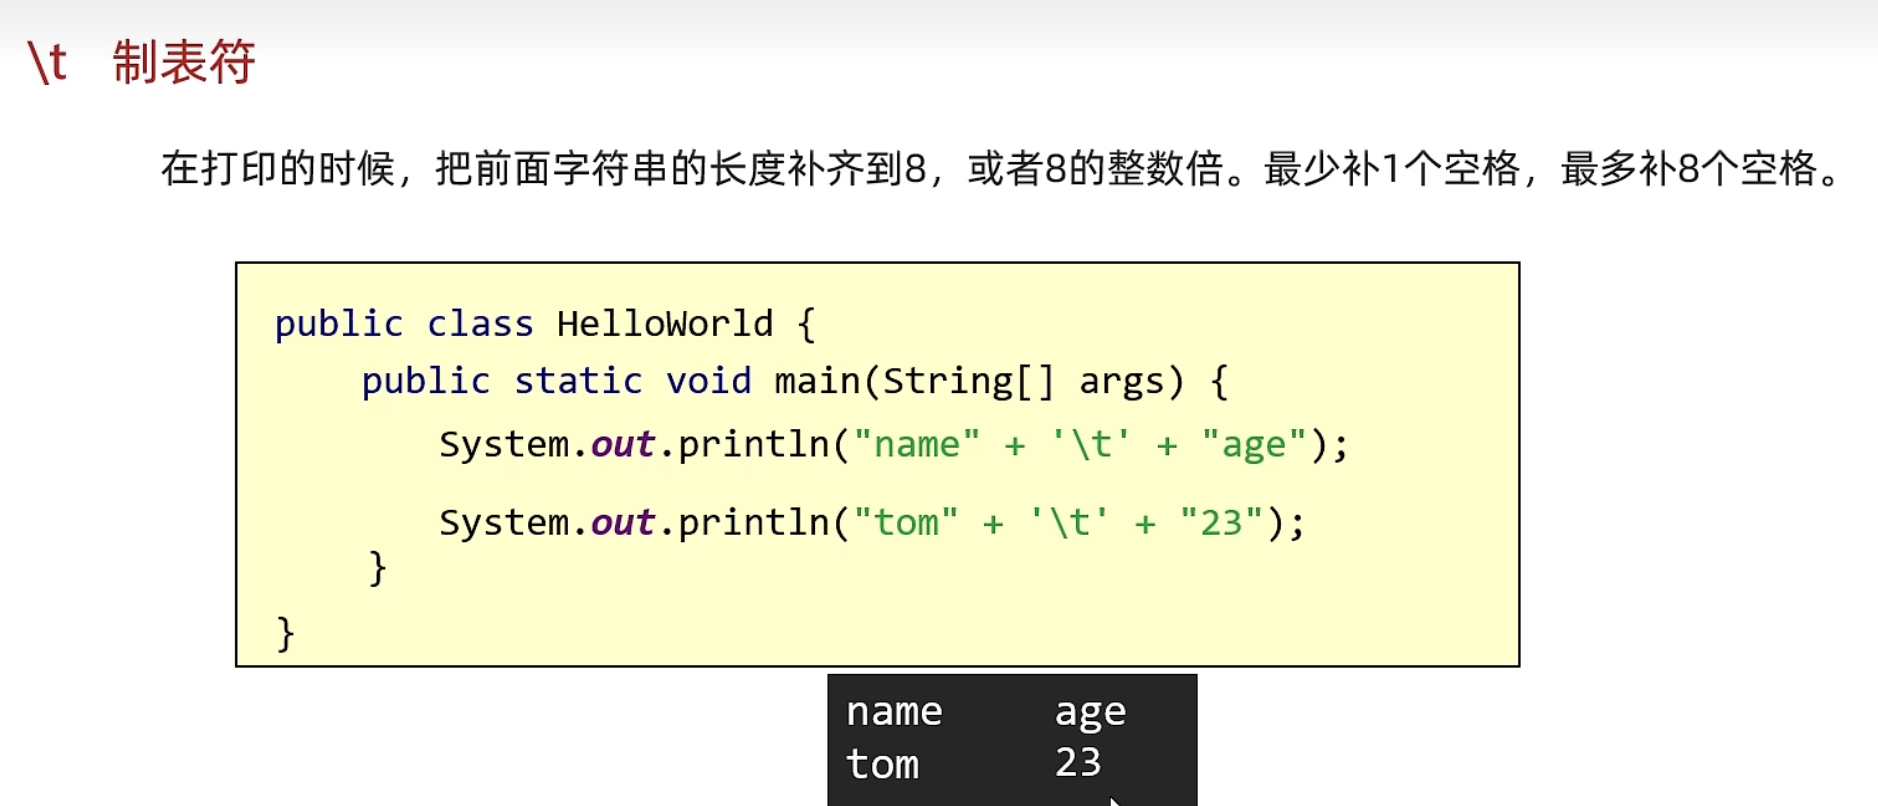 \t 制表符
在打印的时候，把前面字符串的长度补齐到8，或者8的整数倍。最少补1个空格，最多补8个空格。
public class HelloWorld {
    public static void main(String[] args) {
        System.out.println("name" + '\t' + "age");
        System.out.println("tom" + '\t' + "23");
    }
}
name    age
tom     23